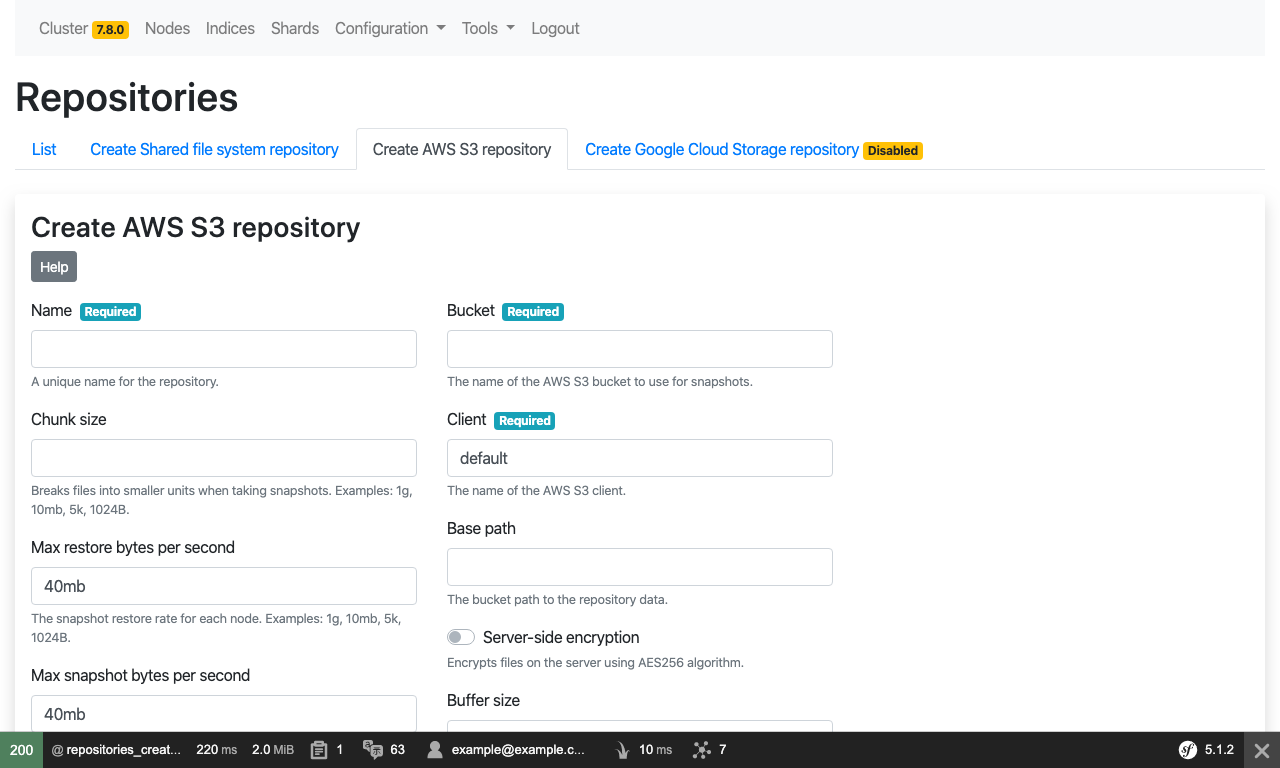 Cluster 7.8.0 Nodes Indices Shards Configuration Tools Logout
Repositories
List Create Shared file system repository Create AWS S3 repository Create Google Cloud Storage repository Disabled
Create AWS S3 repository
Help
Name Required
A unique name for the repository.
Chunk size
Breaks files into smaller units when taking snapshots. Examples: 1g,
10mb, 5k, 1024B.
Max restore bytes per second
40mb
The snapshot restore rate for each node. Examples: 1g, 10mb, 5k,
1024B.
Max snapshot bytes per second
40mb
Bucket Required
The name of the AWS S3 bucket to use for snapshots.
Client Required
default
The name of the AWS S3 client.
Base path
The bucket path to the repository data.
Server-side encryption
Encrypts files on the server using AES256 algorithm.
Buffer size
200 @ repositories_creat... 220 ms 2.0 MiB 1 63 example@example.c... 10 ms 7 sf 5.1.2